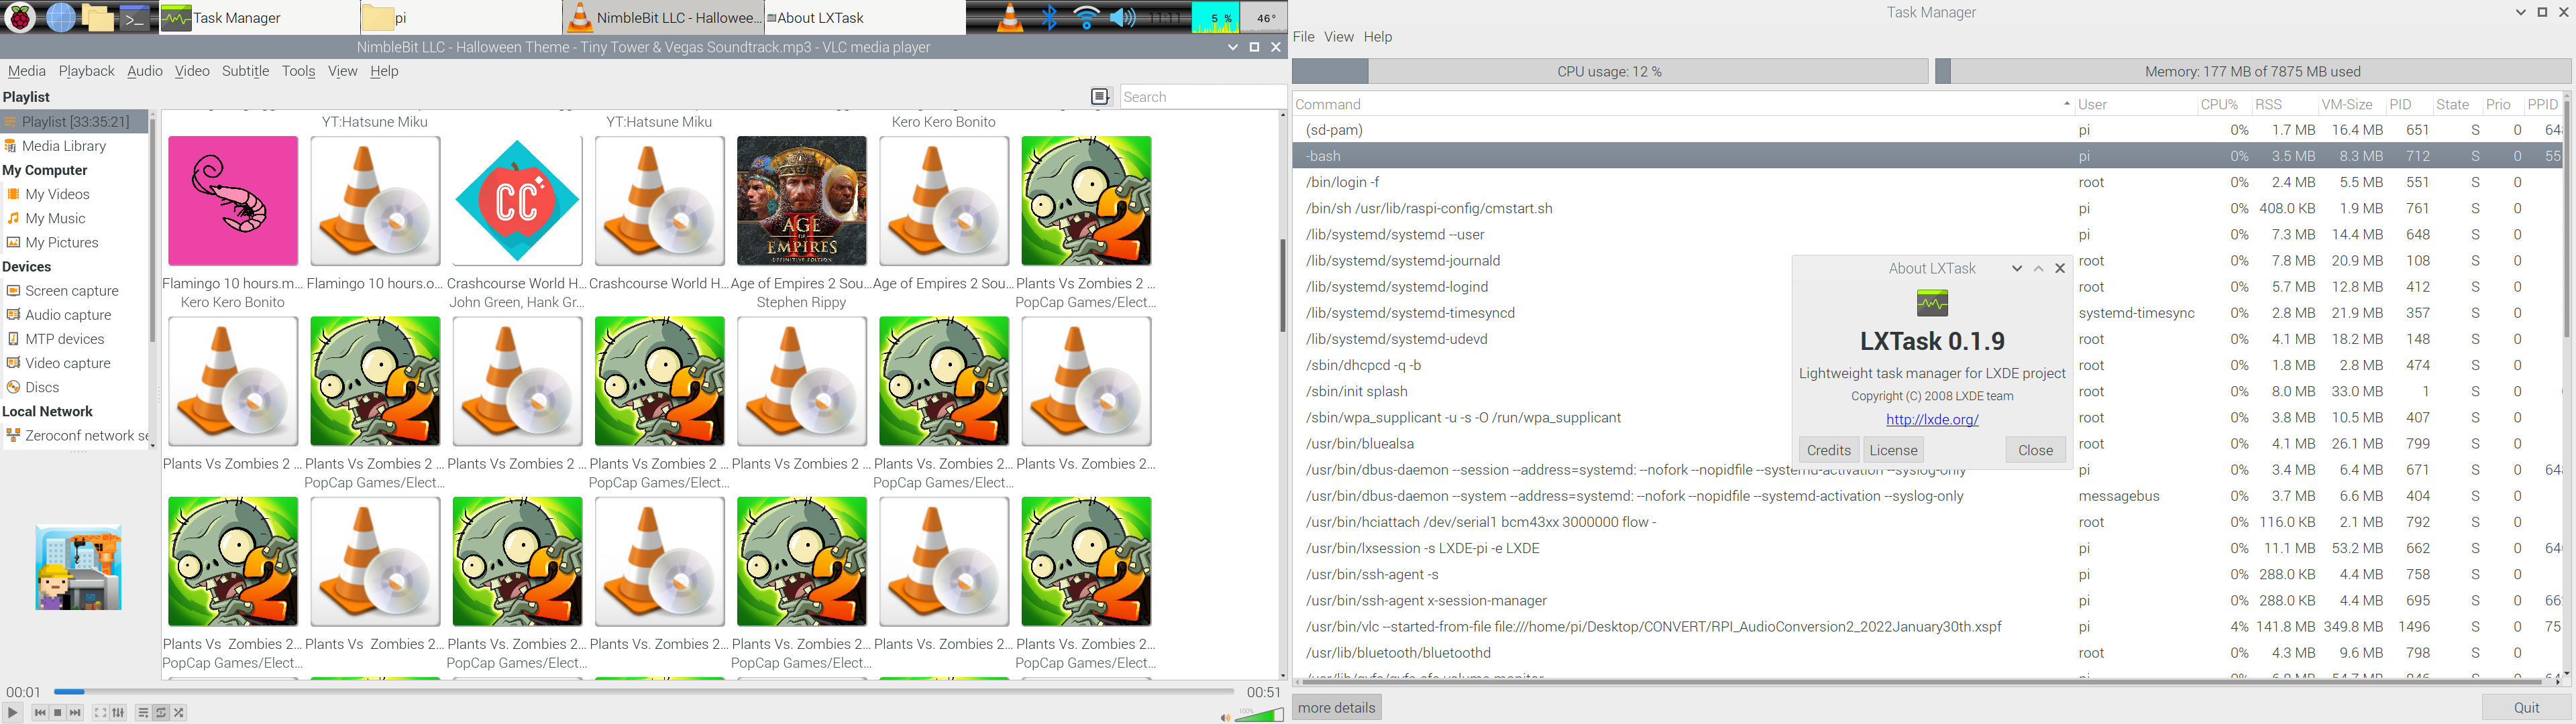 Task Manager
pi
NimbleBit LLC - Hallowee...
About LXTask
11:11
5 %
46°
NimbleBit LLC - Halloween Theme - Tiny Tower & Vegas Soundtrack.mp3 - VLC media player
Media Playback Audio Video Subtitle Tools View Help
Playlist
Search
Playlist [33:35:21]
Media Library
My Computer
My Videos
My Music
My Pictures
Devices
Screen capture
Audio capture
MTP devices
Video capture
Discs
Local Network
Zeroconf network se
YT:Hatsune Miku YT:Hatsune Miku Kero Kero Bonito
CC
AGE OF EMPIRES II
DEFINITIVE EDITION
2
Flamingo 10 hours.m... Flamingo 10 hours.o... Crashcourse World H... Crashcourse World H... Age of Empires 2 Sou... Age of Empires 2 Sou... Plants Vs Zombies 2 ...
Kero Kero Bonito John Green, Hank Gr... Stephen Rippy PopCap Games/Elect...
2 2 2
Plants Vs Zombies 2 ... Plants Vs Zombies 2 ... Plants Vs Zombies 2 ... Plants Vs. Zombies 2 ... Plants Vs. Zombies 2 ... Plants Vs. Zombies 2 ... Plants Vs. Zombies 2 ...
PopCap Games/Elect... PopCap Games/Elect... PopCap Games/Elect...
2 2 2 2
Plants Vs  Zombies 2... Plants Vs  Zombies 2... Plants Vs. Zombies 2... Plants Vs. Zombies 2... Plants Vs. Zombies 2... Plants Vs. Zombies 2... Plants Vs. Zombies 2...
PopCap Games/Elect... PopCap Games/Elect... PopCap Games/Elect... PopCap Games/Elect...
00:01
00:51
100%
Task Manager
File View Help
CPU usage: 12 %
Memory: 177 MB of 7875 MB used
Command User CPU% RSS VM-Size PID State Prio PPID
(sd-pam) pi 0% 1.7 MB 16.4 MB 651 S 0 64
-bash pi 0% 3.5 MB 8.3 MB 712 S 0 55
/bin/login -f root 0% 2.4 MB 5.5 MB 551 S 0
/bin/sh /usr/lib/raspi-config/cmstart.sh pi 0% 408.0 KB 1.9 MB 761 S 0
/lib/systemd/systemd --user pi 0% 7.3 MB 14.4 MB 648 S 0
/lib/systemd/systemd-journald root 0% 7.8 MB 20.9 MB 108 S 0
/lib/systemd/systemd-logind root 0% 5.7 MB 12.8 MB 412 S 0
/lib/systemd/systemd-timesyncd systemd-timesync 0% 2.8 MB 21.9 MB 357 S 0
/lib/systemd/systemd-udevd root 0% 4.1 MB 18.2 MB 148 S 0
/sbin/dhcpcd -q -b root 0% 1.8 MB 2.8 MB 474 S 0
/sbin/init splash root 0% 8.0 MB 33.0 MB 1 S 0
/sbin/wpa_supplicant -u -s -O /run/wpa_supplicant root 0% 3.8 MB 10.5 MB 407 S 0
/usr/bin/bluealsa root 0% 4.1 MB 26.1 MB 799 S 0
/usr/bin/dbus-daemon --session --address=systemd: --nofork --nopidfile --systemd-activation --syslog-only pi 0% 3.4 MB 6.4 MB 671 S 0 64
/usr/bin/dbus-daemon --system --address=systemd: --nofork --nopidfile --systemd-activation --syslog-only messagebus 0% 3.7 MB 6.6 MB 404 S 0
/usr/bin/hciattach /dev/serial1 bcm43xx 3000000 flow - root 0% 116.0 KB 2.1 MB 792 S 0
/usr/bin/lxsession -s LXDE-pi -e LXDE pi 0% 11.1 MB 53.2 MB 662 S 0 64
/usr/bin/ssh-agent -s pi 0% 288.0 KB 4.4 MB 758 S 0
/usr/bin/ssh-agent x-session-manager pi 0% 288.0 KB 4.4 MB 695 S 0 66
/usr/bin/vlc --started-from-file file:///home/pi/Desktop/CONVERT/RPI_AudioConversion2_2022January30th.xspf pi 4% 141.8 MB 349.8 MB 1496 S 0 75
/usr/lib/bluetooth/bluetoothd root 0% 4.3 MB 9.6 MB 798 S 0
About LXTask
LXTask 0.1.9
Lightweight task manager for LXDE project
Copyright (C) 2008 LXDE team
http://lxde.org/
Credits License Close
more details
Quit